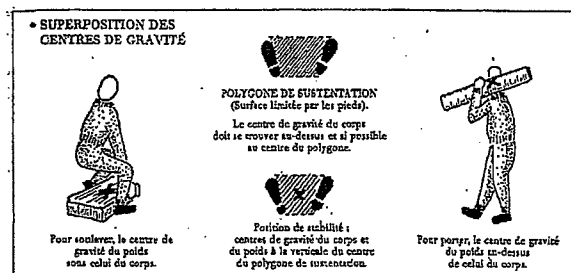 • SUPERPOSITION DES
CENTRES DE GRAVITÉ
POLYGONE DE SUSTENTATION
(Surface limitée par les pieds).
Le centre de gravité du corps
doit se trouver au-dessus et si possible
au centre du polygone.
Pour soulever, le centre de
gravité du poids
sous celui du corps.
Position de stabilité :
centres de gravité du corps et
du poids à la verticale du centre
du polygone de sustentation.
Pour porter, le centre de gravité
du poids au-dessus
de celui du corps.